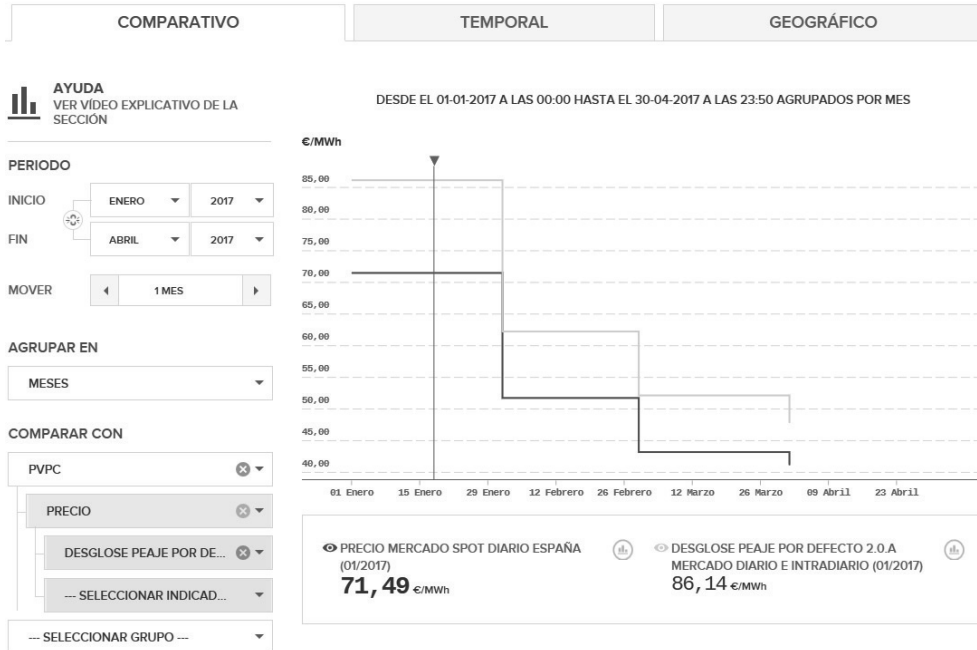 COMPARATIVO
TEMPORAL
GEOGRÁFICO
AYUDA
VER VÍDEO EXPLICATIVO DE LA
SECCIÓN
DESDE EL 01-01-2017 A LAS 00:00 HASTA EL 30-04-2017 A LAS 23:50 AGRUPADOS POR MES
PERIODO
INICIO
ENERO
2017
FIN
ABRIL
2017
MOVER
1 MES
AGRUPAR EN
MESES
COMPARAR CON
PVPC
PRECIO
DESGLOSE PEAJE POR DE...
--- SELECCIONAR INDICAD...
--- SELECCIONAR GRUPO ---
€/MWh
85,00
80,00
75,00
70,00
65,00
60,00
55,00
50,00
45,00
40,00
01 Enero
15 Enero
29 Enero
12 Febrero
26 Febrero
12 Marzo
26 Marzo
09 Abril
23 Abril
PRECIO MERCADO SPOT DIARIO ESPAÑA
(01/2017)
71,49 €/MWh
DESGLOSE PEAJE POR DEFECTO 2.0.A
MERCADO DIARIO E INTRADIARIO (01/2017)
86,14 €/MWh